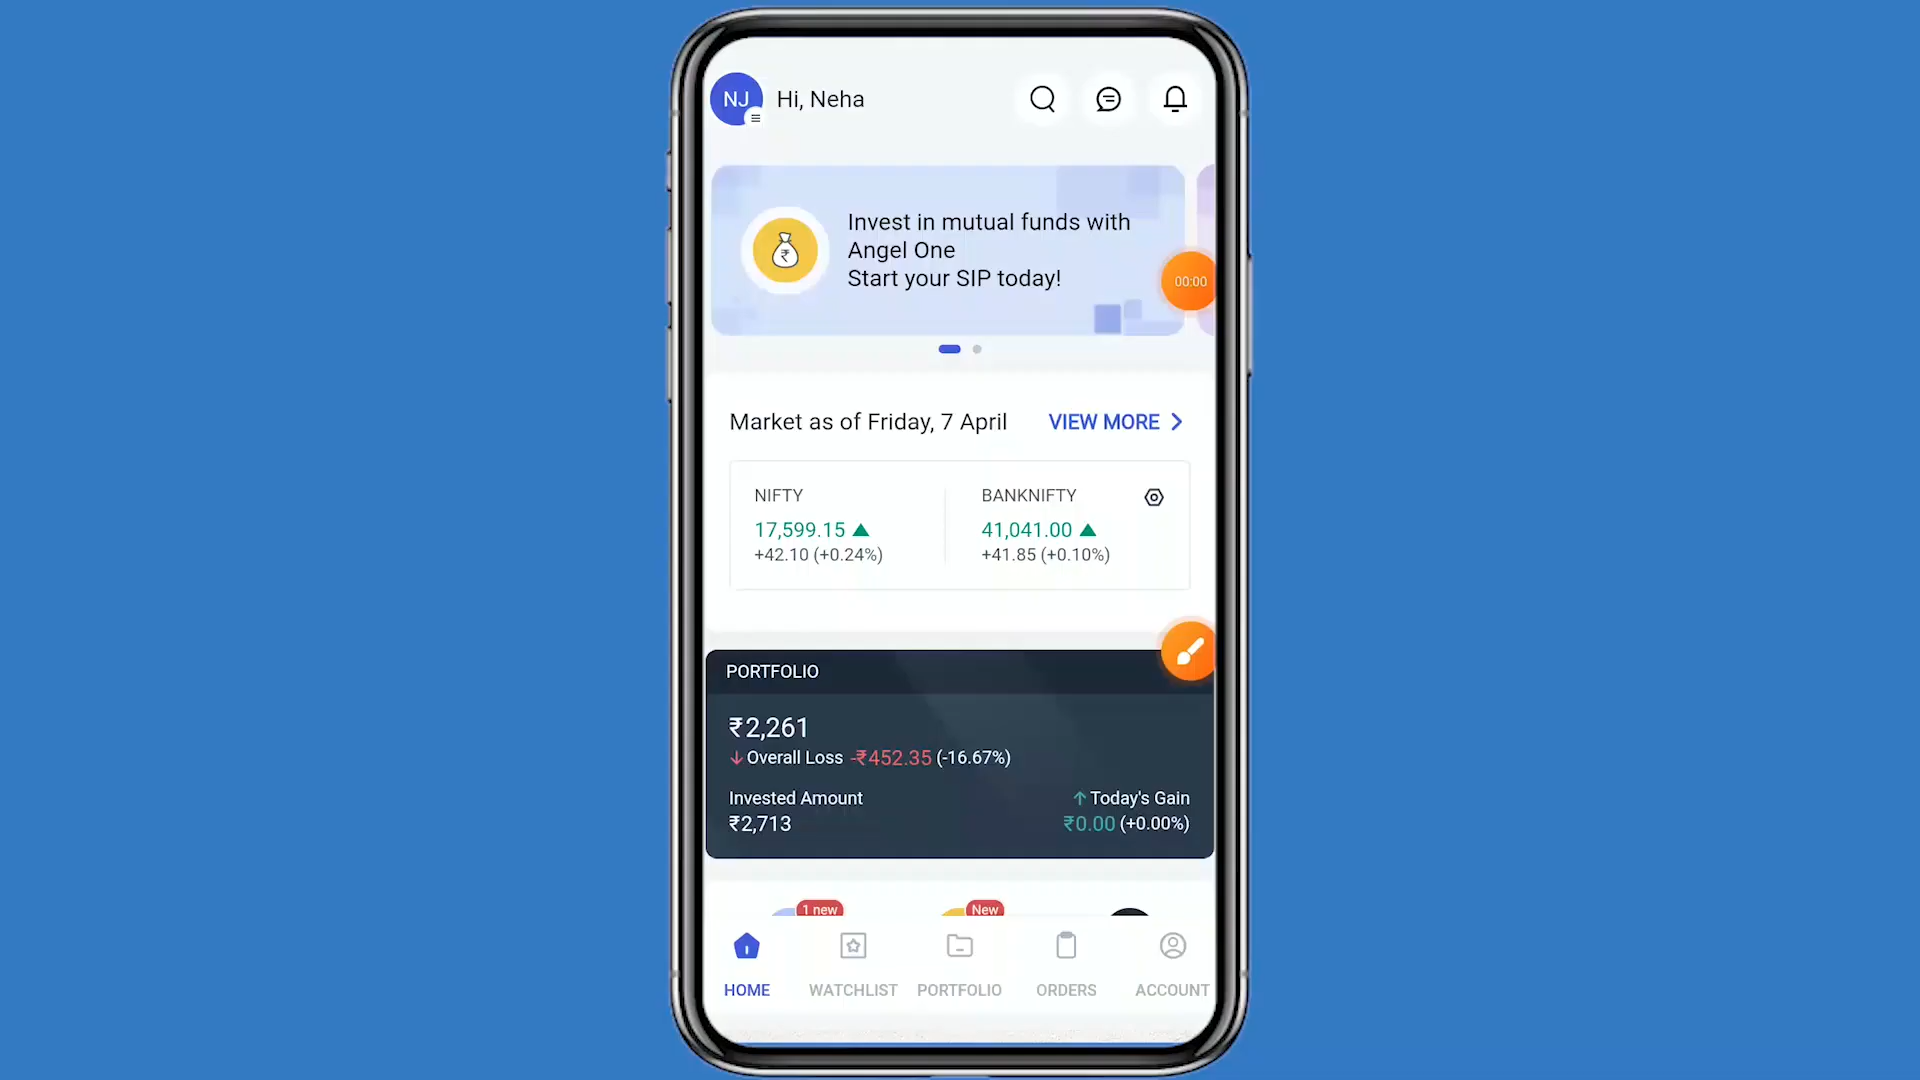 NJ
Hi, Neha
Invest in mutual funds with
Angel One
Start your SIP today!
00:00
Market as of Friday, 7 April
VIEW MORE
NIFTY
BANKNIFTY
17,599.15
41,041.00
+42.10 (+0.24%)
+41.85 (+0.10%)
PORTFOLIO
₹2,261
Overall Loss -₹452.35 (-16.67%)
Invested Amount
Today's Gain
₹2,713
₹0.00 (+0.00%)
1 new
New
HOME
WATCHLIST
PORTFOLIO
ORDERS
ACCOUNT